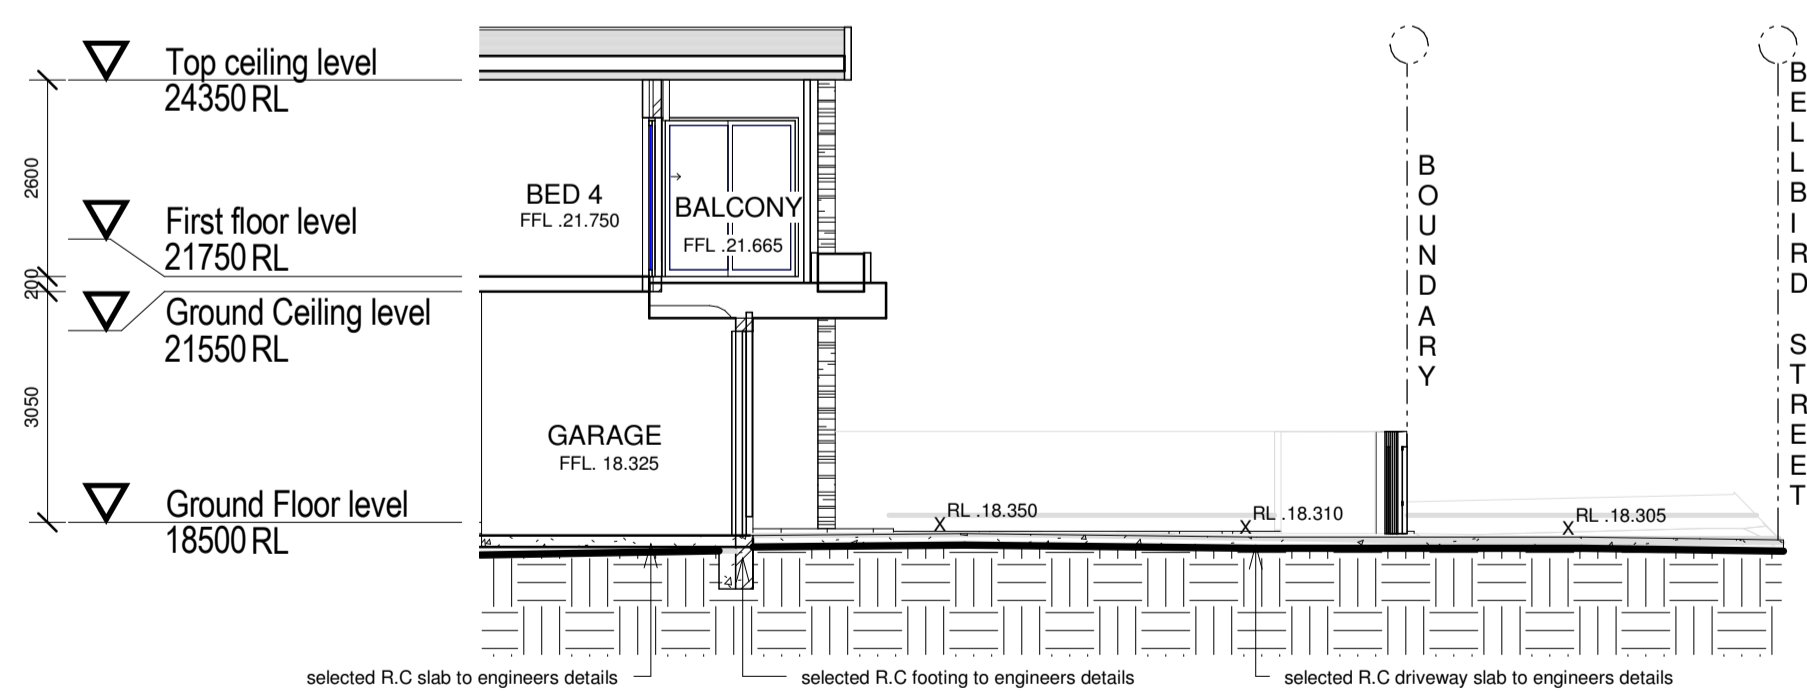 Top ceiling level
24350 RL
2600
First floor level
21750 RL
200
Ground Ceiling level
21550 RL
3050
Ground Floor level
18500 RL
BED 4
FFL .21.750
BALCONY
FFL .21.665
GARAGE
FFL. 18.325
BOUNDARY
BELLBIRD STREET
RL .18.350
RL .18.310
RL .18.305
X
X
X
selected R.C slab to engineers details
selected R.C footing to engineers details
selected R.C driveway slab to engineers details